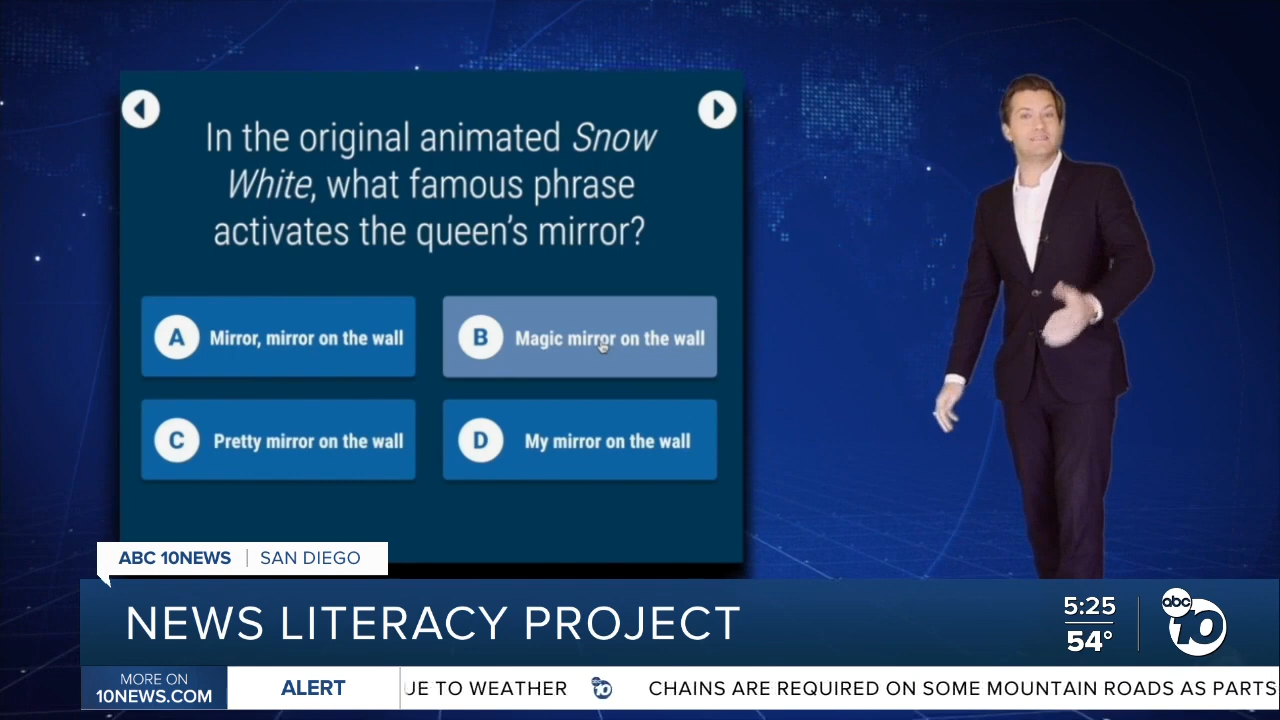 In the original animated Snow
White, what famous phrase
activates the queen's mirror?
A Mirror, mirror on the wall
B Magic mirror on the wall
C Pretty mirror on the wall
D My mirror on the wall
ABC 10NEWS | SAN DIEGO
NEWS LITERACY PROJECT
5:25
54°
abc 10
MORE ON
10NEWS.COM
ALERT
UE TO WEATHER abc 10 CHAINS ARE REQUIRED ON SOME MOUNTAIN ROADS AS PARTS